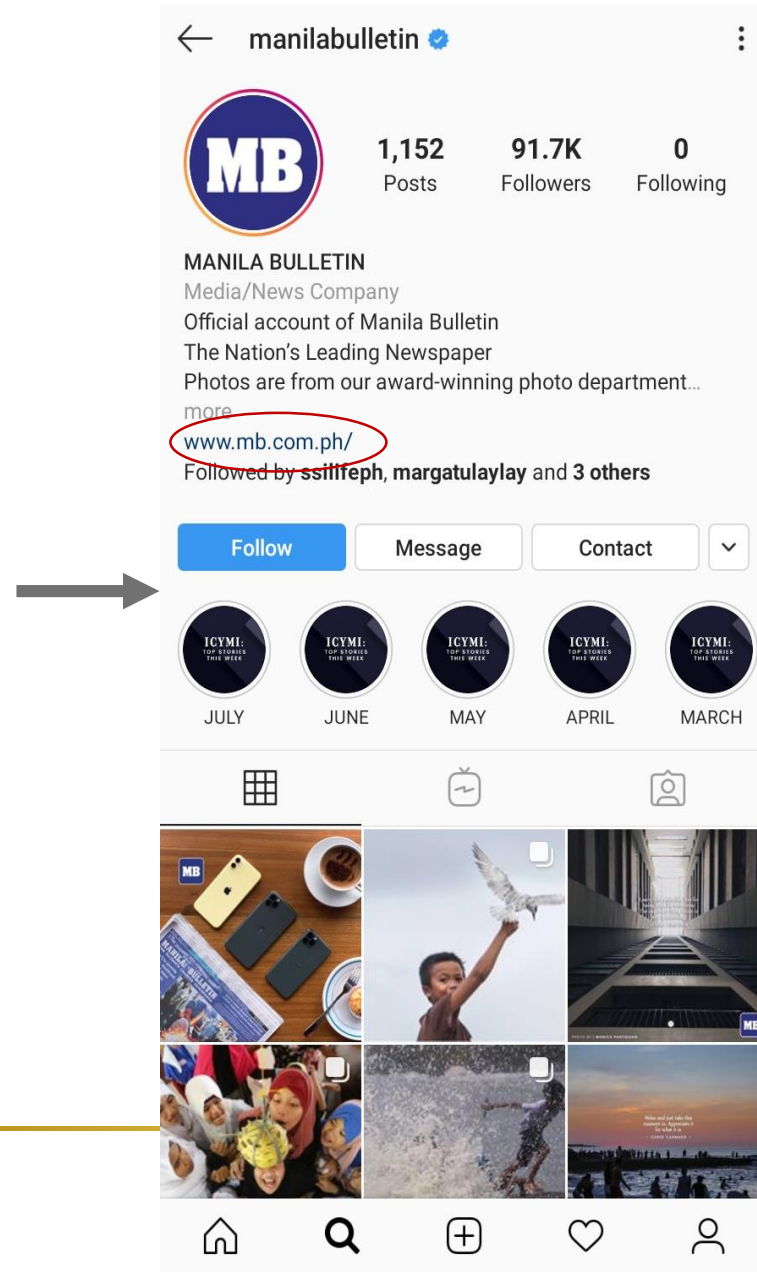 manilabulletin
MB
1,152 91.7K 0
Posts Followers Following
MANILA BULLETIN
Media/News Company
Official account of Manila Bulletin
The Nation's Leading Newspaper
Photos are from our award-winning photo department...
more
www.mb.com.ph/
Followed by ssilifeph, margatulaylay and 3 others
Follow Message Contact
ICYMI: ICYMI: ICYMI: ICYMI: ICYMI:
TOP STORIES TOP STORIES TOP STORIES TOP STORIES TOP STORIES
THIS WEEK THIS WEEK THIS WEEK THIS WEEK THIS WEEK
JULY JUNE MAY APRIL MARCH
MB
MANILA BULLETIN
MB